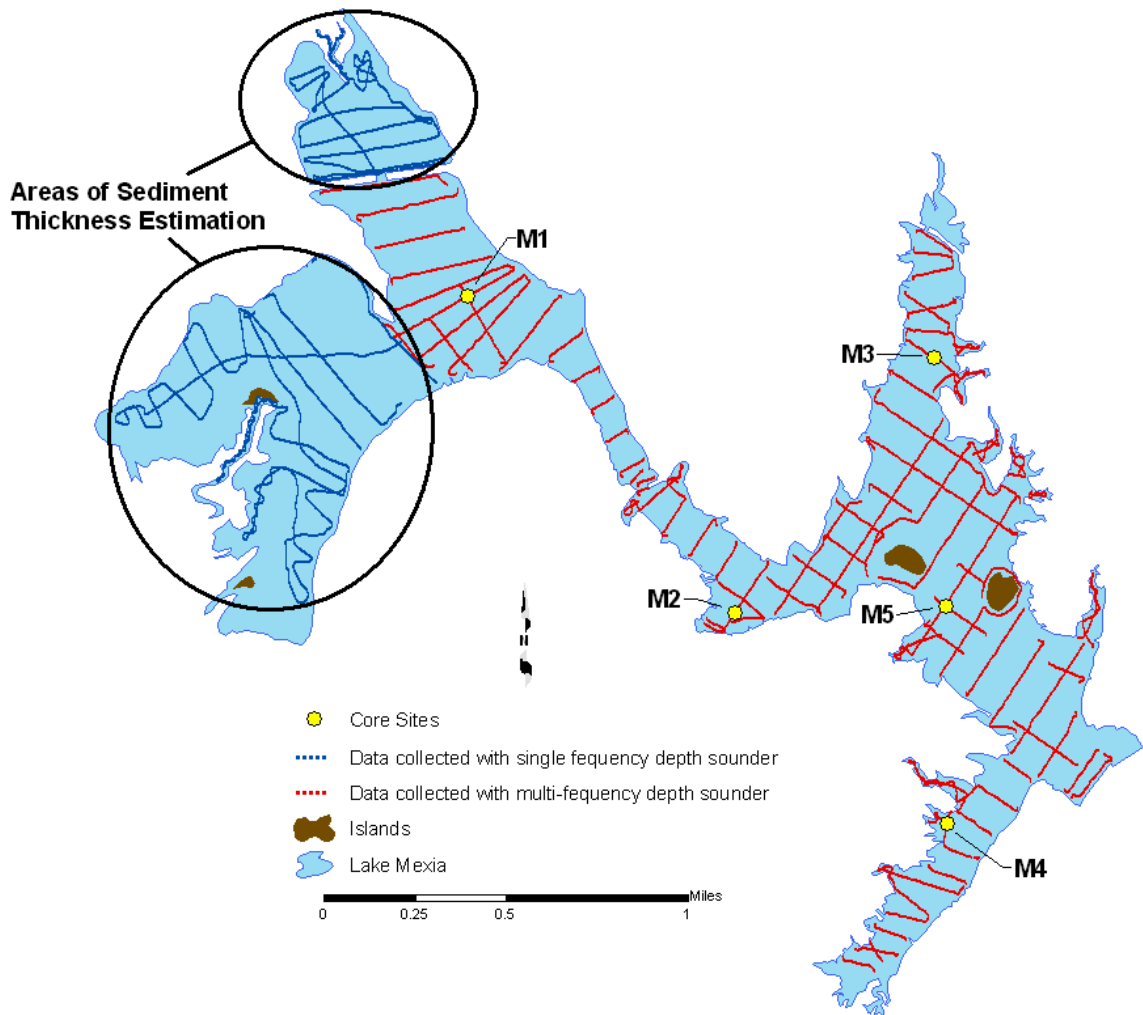 Areas of Sediment
Thickness Estimation
M1
M3
M2
M5
M4
Core Sites
Data collected with single fequency depth sounder
Data collected with multi-fequency depth sounder
Islands
Lake Mexia
Miles
0 0.25 0.5 1